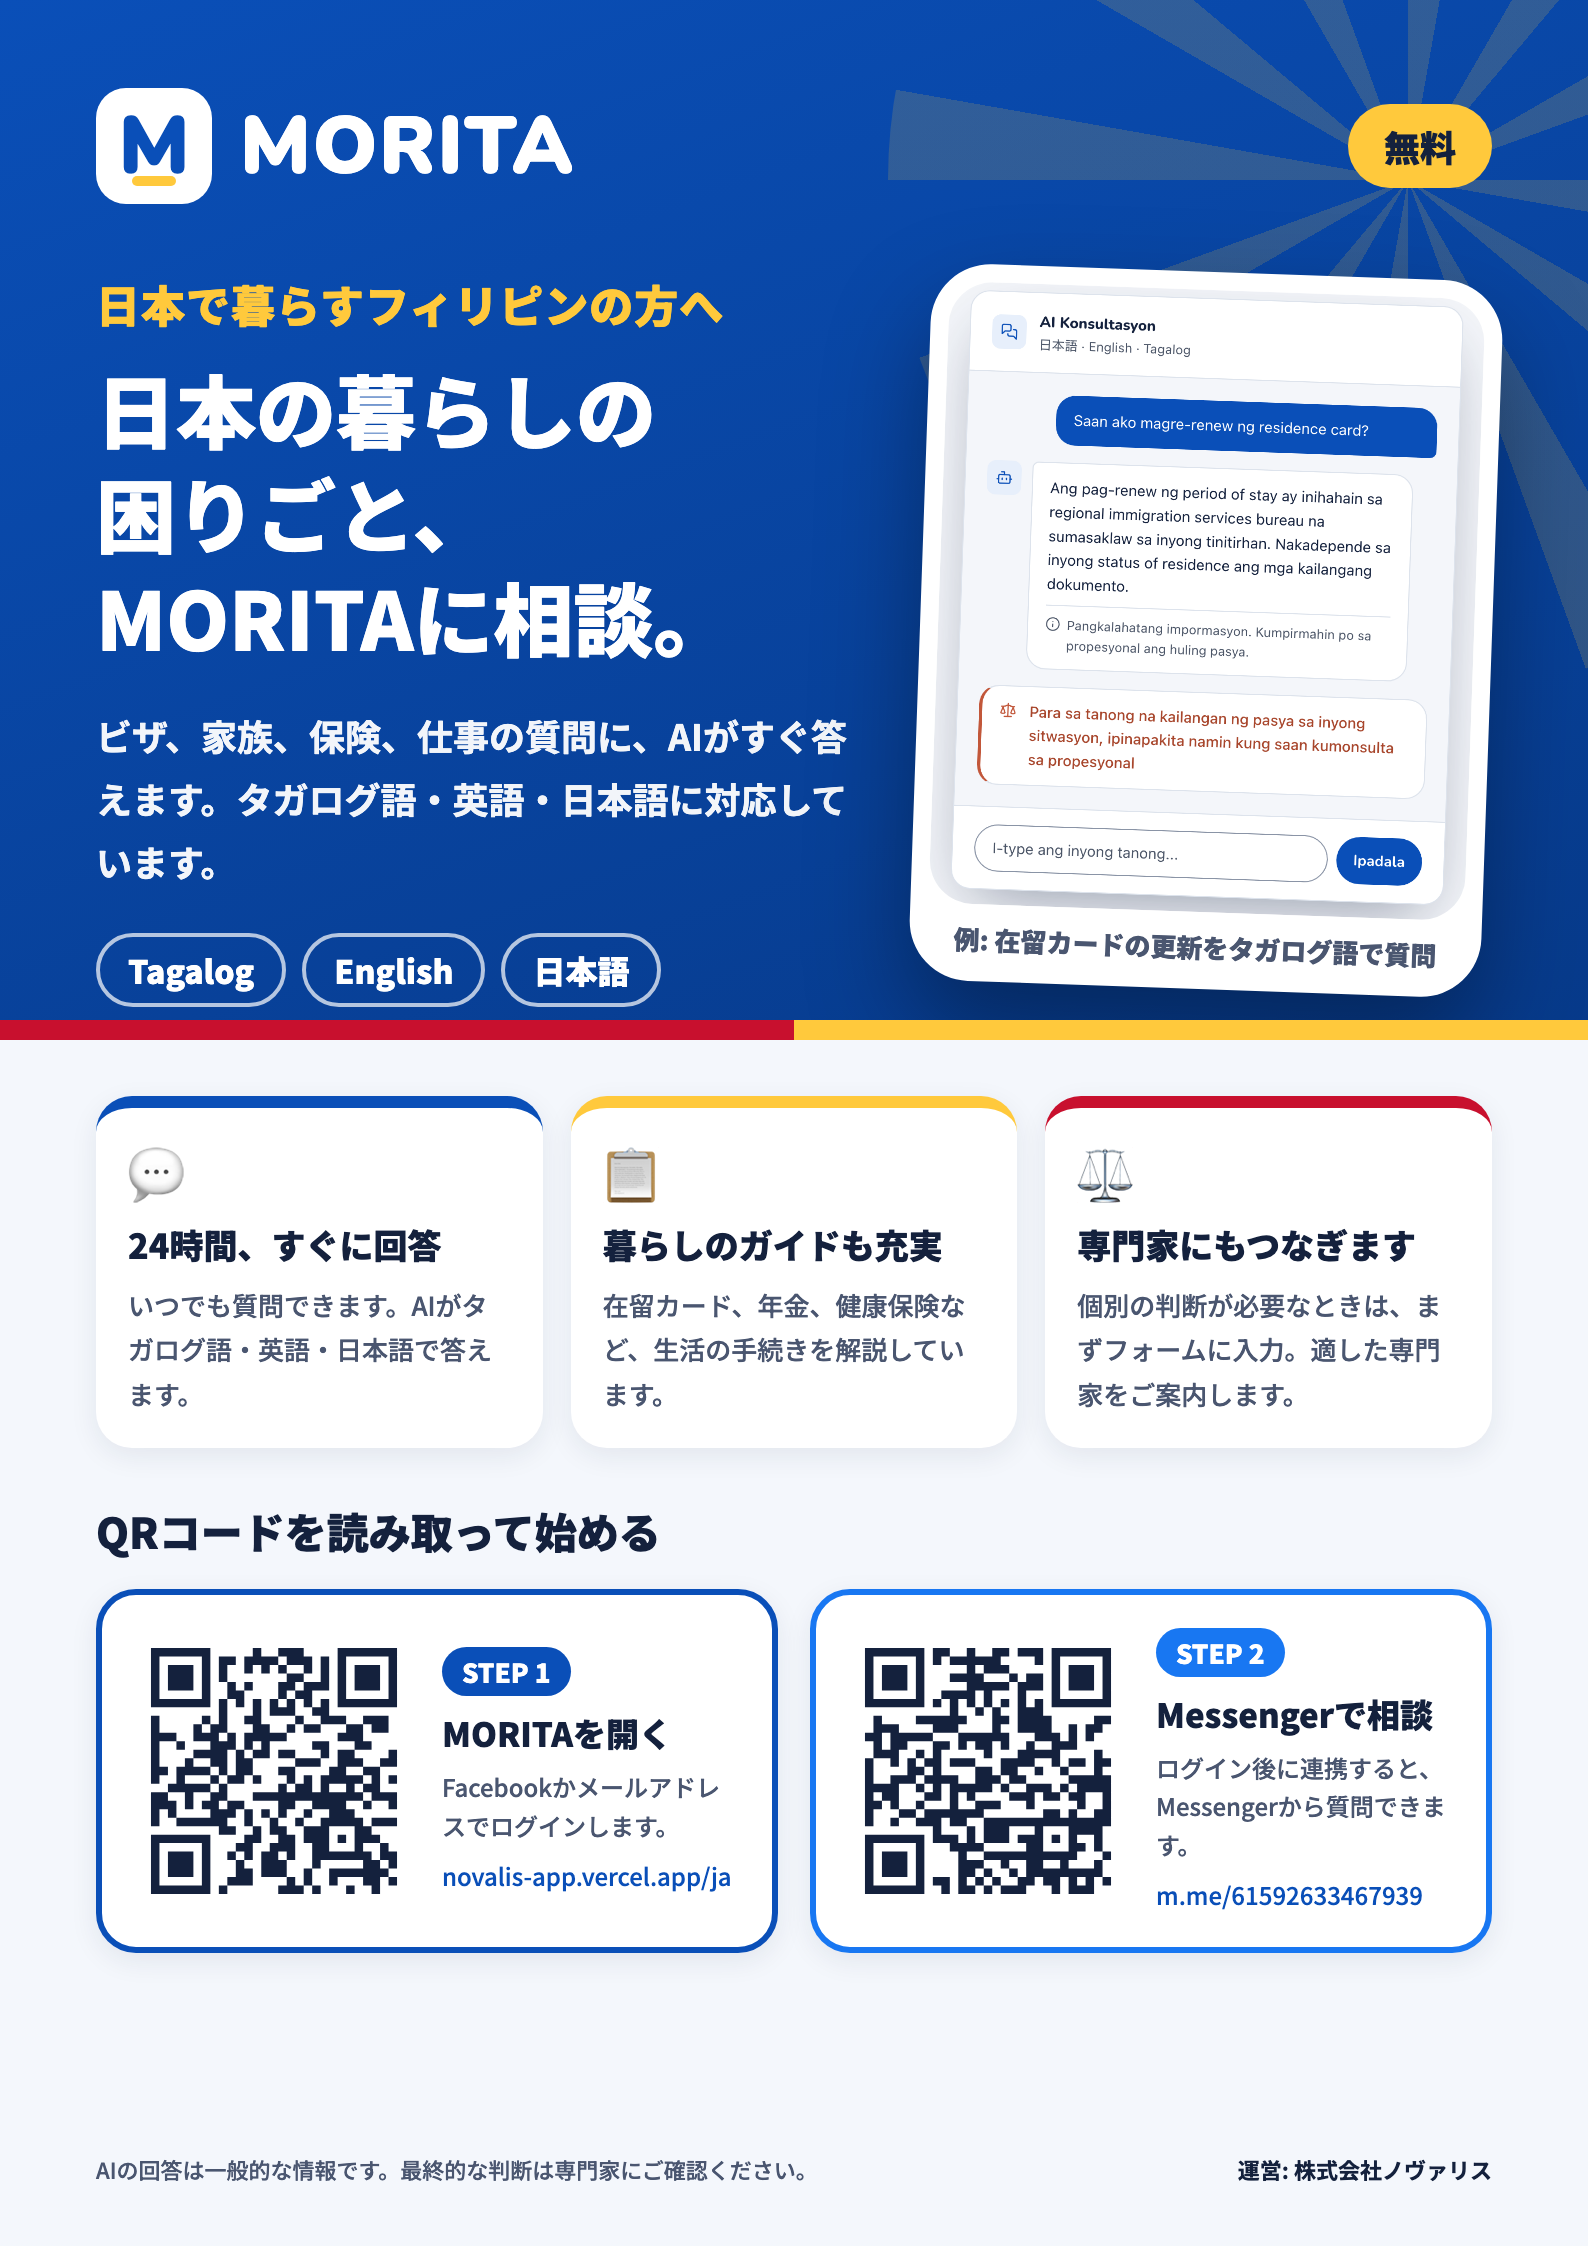 M MORITA
無料
日本で暮らすフィリピンの方へ
日本の暮らしの
困りごと、
MORITAに相談。
ビザ、家族、保険、仕事の質問に、AIがすぐ答
えます。タガログ語・英語・日本語に対応して
います。
Tagalog
English
日本語
AI Konsultasyon
日本語 · English · Tagalog
Saan ako magre-renew ng residence card?
Ang pag-renew ng period of stay ay inihahain sa
regional immigration services bureau na
sumasaklaw sa inyong tinitirhan. Nakadepende sa
inyong status of residence ang mga kailangang
dokumento.
Pangkalahatang impormasyon. Kumpirmahin po sa
propesyonal ang huling pasya.
Para sa tanong na kailangan ng pasya sa inyong
sitwasyon, ipinapakita namin kung saan kumonsulta
sa propesyonal
I-type ang inyong tanong...
Ipadala
例: 在留カードの更新をタガログ語で質問
24時間、すぐに回答
いつでも質問できます。AIがタ
ガログ語・英語・日本語で答え
ます。
暮らしのガイドも充実
在留カード、年金、健康保険な
ど、生活の手続きを解説してい
ます。
専門家にもつなぎます
個別の判断が必要なときは、ま
ずフォームに入力。適した専門
家をご案内します。
QRコードを読み取って始める
STEP 1
MORITAを開く
Facebookかメールアドレ
スでログインします。
novalis-app.vercel.app/ja
STEP 2
Messengerで相談
ログイン後に連携すると、
Messengerから質問できま
す。
m.me/61592633467939
AIの回答は一般的な情報です。最終的な判断は専門家にご確認ください。
運営: 株式会社ノヴァリス